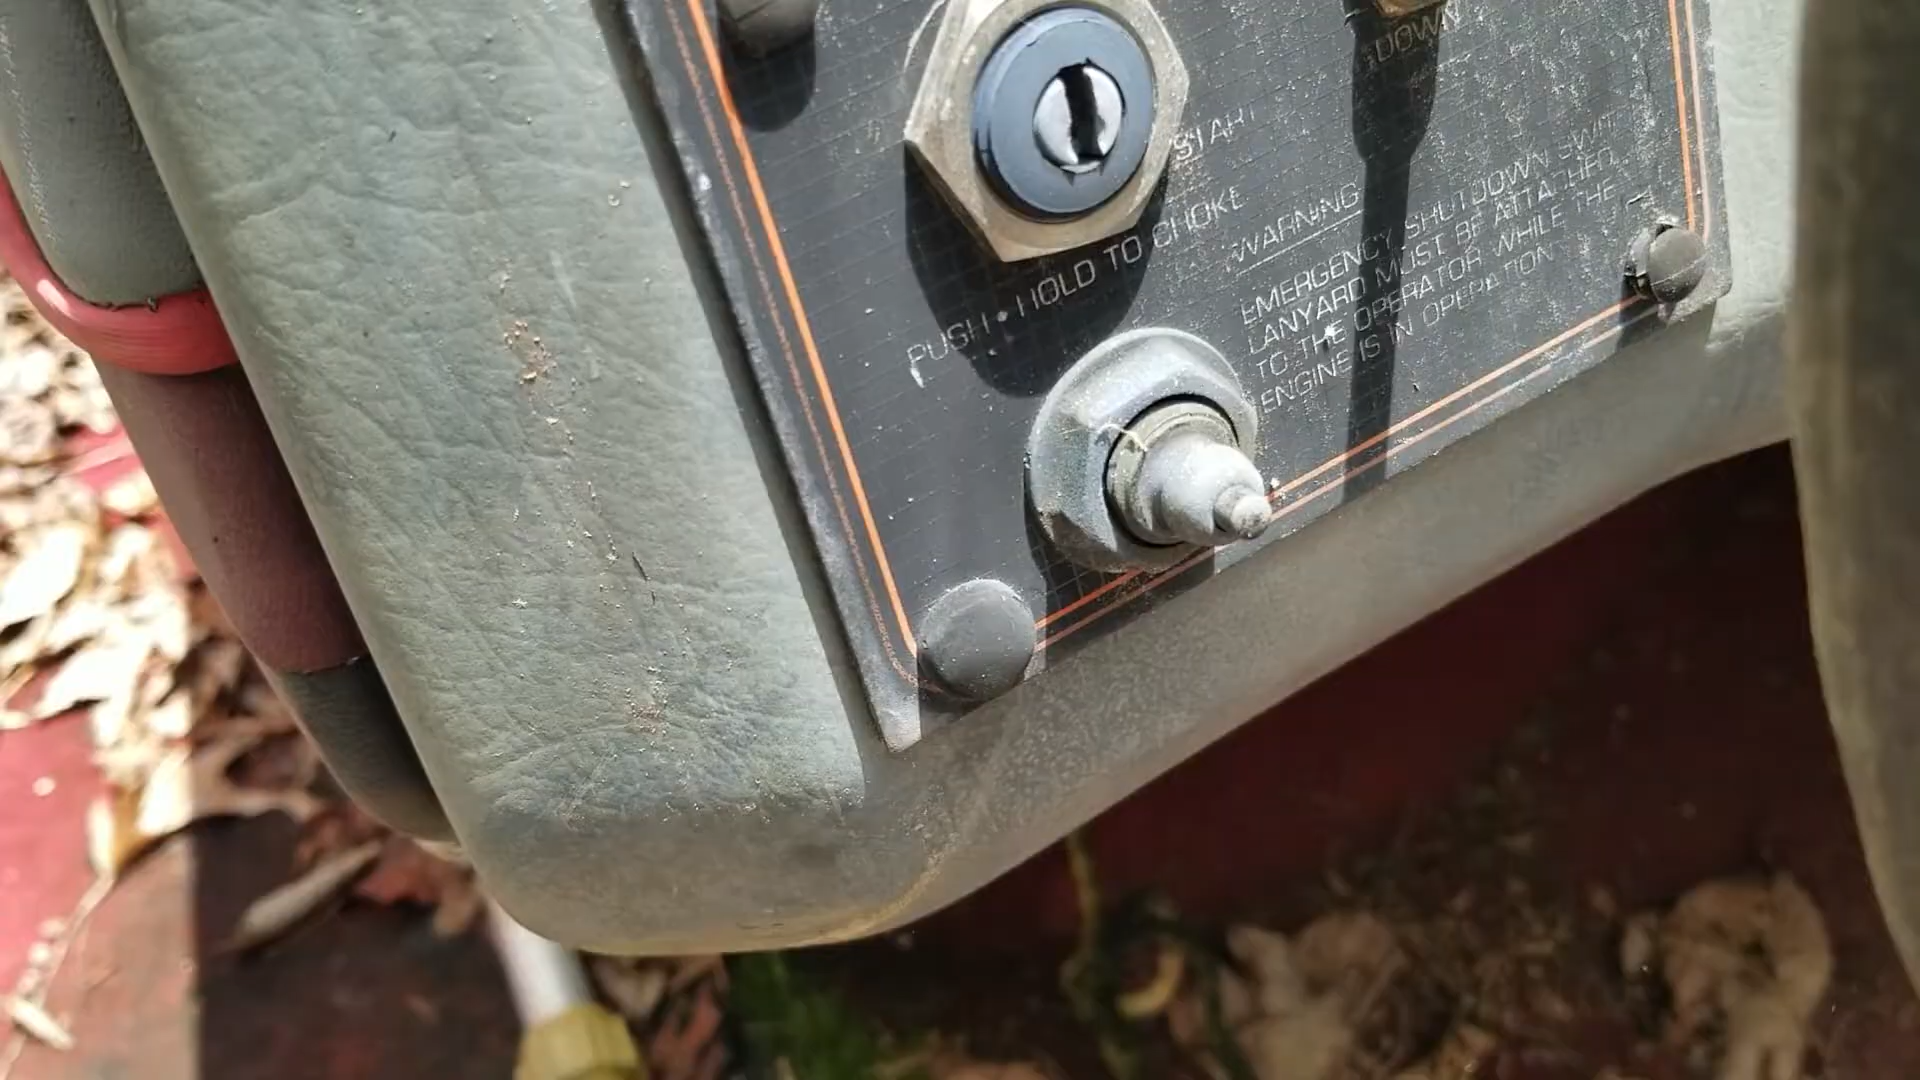 DOWN
START
PUSH • HOLD TO CHOKE
WARNING
EMERGENCY SHUTDOWN
LANYARD MUST BE ATTACHED
TO THE OPERATOR WHILE THE
ENGINE IS IN OPERATION